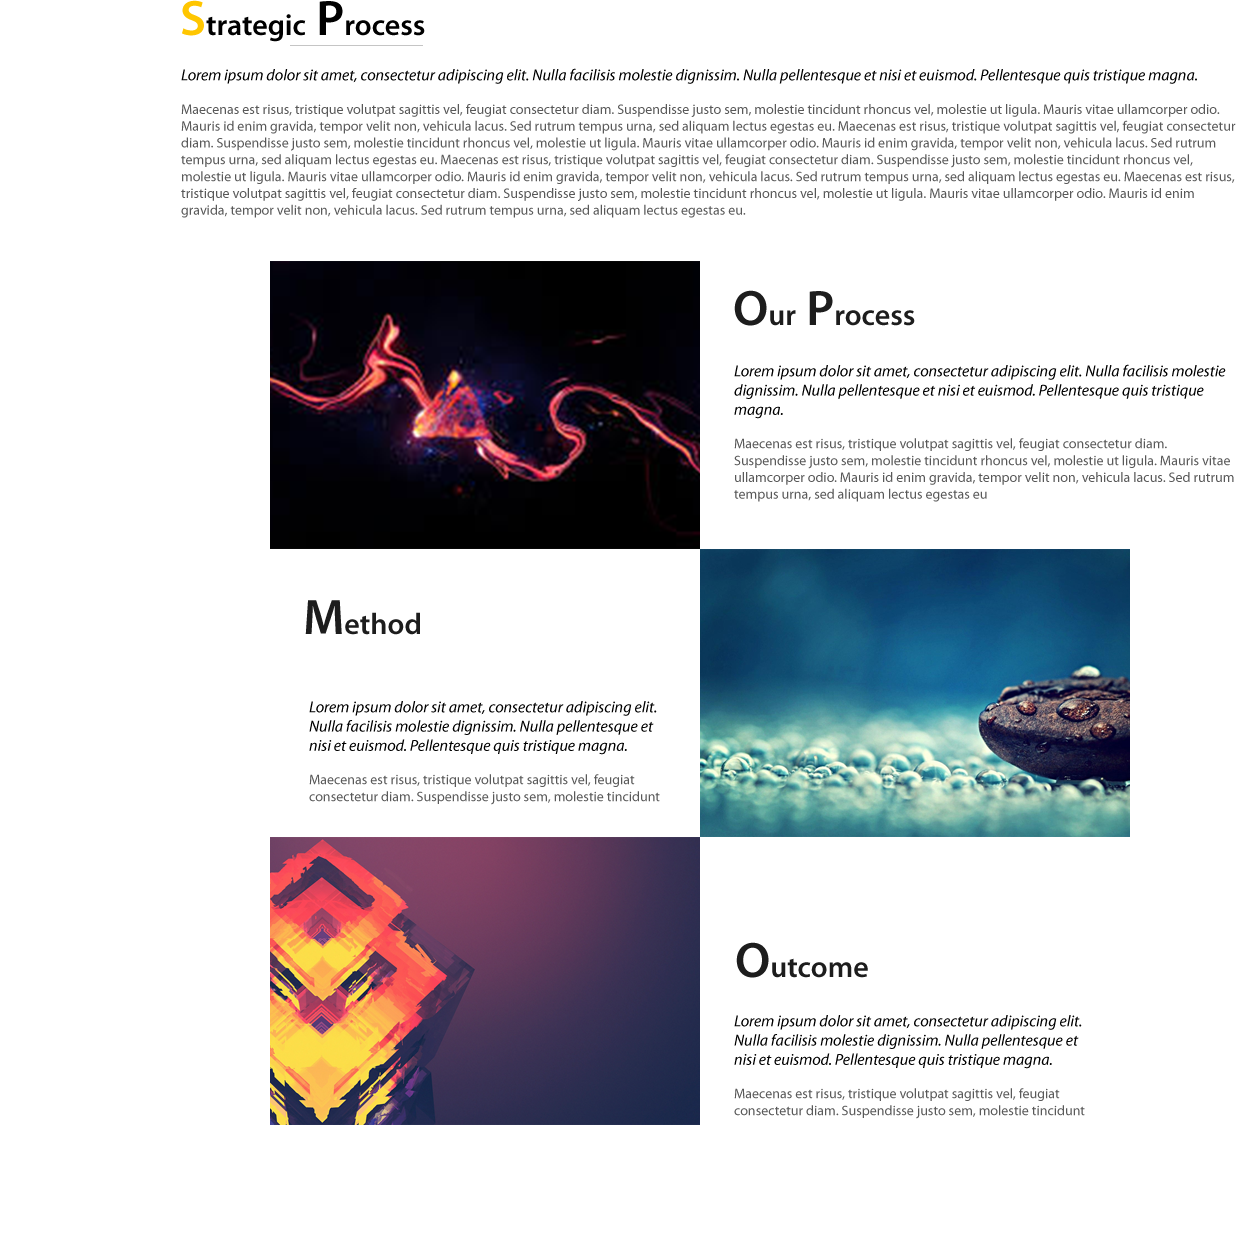 Strategic Process
Lorem ipsum dolor sit amet, consectetur adipiscing elit. Nulla facilisis molestie dignissim. Nulla pellentesque et nisi et euismod. Pellentesque quis tristique magna.
Maecenas est risus, tristique volutpat sagittis vel, feugiat consectetur diam. Suspendisse justo sem, molestie tincidunt rhoncus vel, molestie ut ligula. Mauris vitae ullamcorper odio.
Mauris id enim gravida, tempor velit non, vehicula lacus. Sed rutrum tempus urna, sed aliquam lectus egestas eu. Maecenas est risus, tristique volutpat sagittis vel, feugiat consectetur
diam. Suspendisse justo sem, molestie tincidunt rhoncus vel, molestie ut ligula. Mauris vitae ullamcorper odio. Mauris id enim gravida, tempor velit non, vehicula lacus. Sed rutrum
tempus urna, sed aliquam lectus egestas eu. Maecenas est risus, tristique volutpat sagittis vel, feugiat consectetur diam. Suspendisse justo sem, molestie tincidunt rhoncus vel,
molestie ut ligula. Mauris vitae ullamcorper odio. Mauris id enim gravida, tempor velit non, vehicula lacus. Sed rutrum tempus urna, sed aliquam lectus egestas eu. Maecenas est risus,
tristique volutpat sagittis vel, feugiat consectetur diam. Suspendisse justo sem, molestie tincidunt rhoncus vel, molestie ut ligula. Mauris vitae ullamcorper odio. Mauris id enim
gravida, tempor velit non, vehicula lacus. Sed rutrum tempus urna, sed aliquam lectus egestas eu.
Our Process
Lorem ipsum dolor sit amet, consectetur adipiscing elit. Nulla facilisis molestie
dignissim. Nulla pellentesque et nisi et euismod. Pellentesque quis tristique
magna.
Maecenas est risus, tristique volutpat sagittis vel, feugiat consectetur diam.
Suspendisse justo sem, molestie tincidunt rhoncus vel, molestie ut ligula. Mauris vitae
ullamcorper odio. Mauris id enim gravida, tempor velit non, vehicula lacus. Sed rutrum
tempus urna, sed aliquam lectus egestas eu
Method
Lorem ipsum dolor sit amet, consectetur adipiscing elit.
Nulla facilisis molestie dignissim. Nulla pellentesque et
nisi et euismod. Pellentesque quis tristique magna.
Maecenas est risus, tristique volutpat sagittis vel, feugiat
consectetur diam. Suspendisse justo sem, molestie tincidunt
Outcome
Lorem ipsum dolor sit amet, consectetur adipiscing elit.
Nulla facilisis molestie dignissim. Nulla pellentesque et
nisi et euismod. Pellentesque quis tristique magna.
Maecenas est risus, tristique volutpat sagittis vel, feugiat
consectetur diam. Suspendisse justo sem, molestie tincidunt